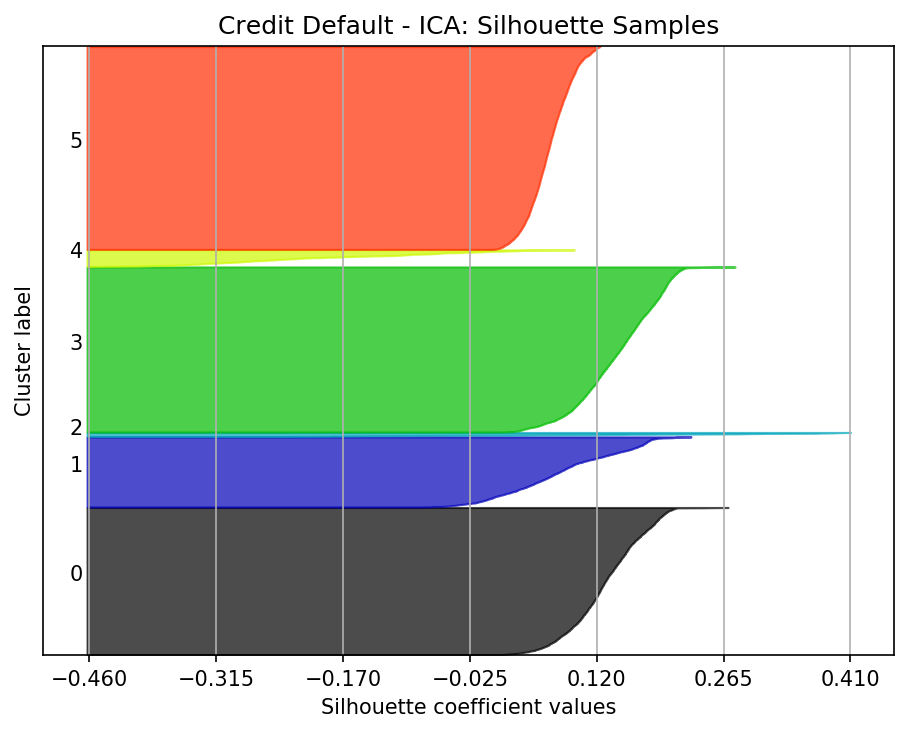 Credit Default - ICA: Silhouette Samples
Cluster label
5
4
3
2
1
0
−0.460 −0.315 −0.170 −0.025 0.120 0.265 0.410
Silhouette coefficient values